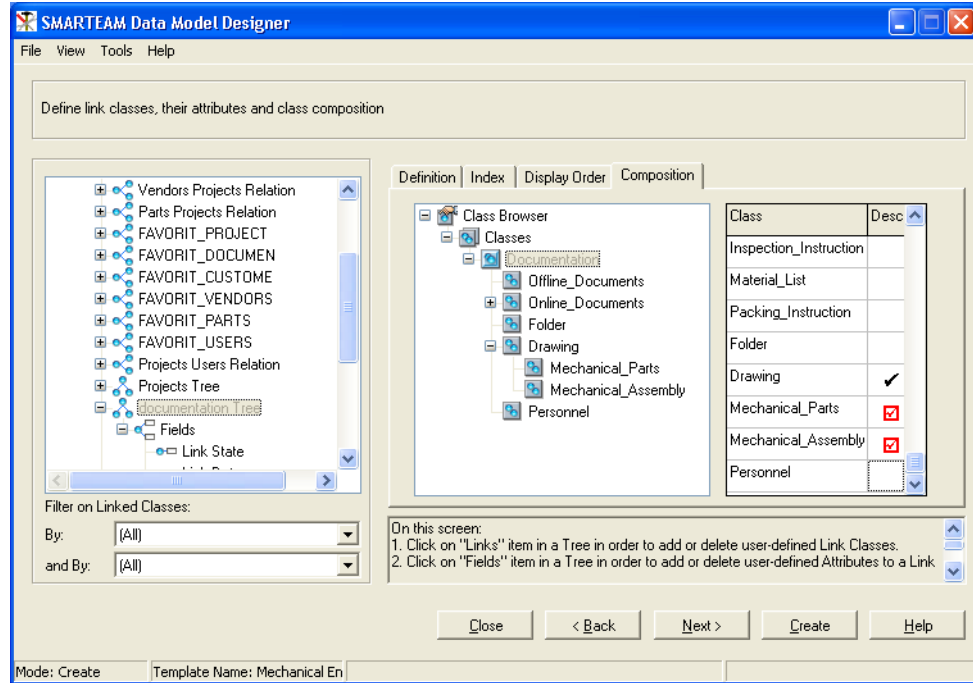 SMARTEAM Data Model Designer
File View Tools Help
Define link classes, their attributes and class composition
Vendors Projects Relation
Parts Projects Relation
FAVORIT_PROJECT
FAVORIT_DOCUMEN
FAVORIT_CUSTOME
FAVORIT_VENDORS
FAVORIT_PARTS
FAVORIT_USERS
Projects Users Relation
Projects Tree
documentation Tree
Fields
Link State
Filter on Linked Classes:
By: (All)
and By: (All)
Definition Index Display Order Composition
Class Browser
Classes
Documentation
Offline_Documents
Online_Documents
Folder
Drawing
Mechanical_Parts
Mechanical_Assembly
Personnel
Class Desc
Inspection_Instruction
Material_List
Packing_Instruction
Folder
Drawing
Mechanical_Parts
Mechanical_Assembly
Personnel
On this screen:
1. Click on "Links" item in a Tree in order to add or delete user-defined Link Classes.
2. Click on "Fields" item in a Tree in order to add or delete user-defined Attributes to a Link
Close < Back Next > Create Help
Mode: Create Template Name: Mechanical En